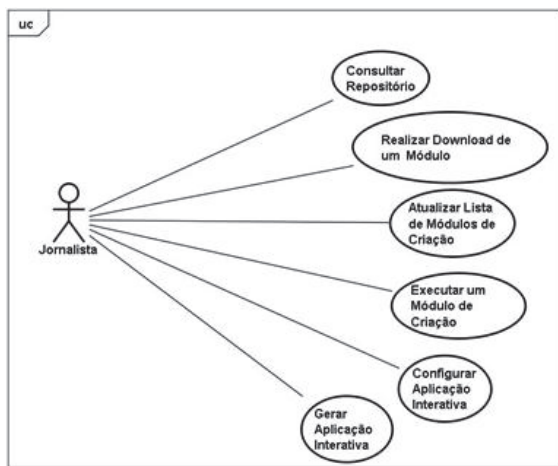 uc
Consultar
Repositório
Realizar Download de
um Módulo
Jornalista
Atualizar Lista
de Módulos de
Criação
Executar um
Módulo de
Criação
Configurar
Aplicação
Interativa
Gerar
Aplicação
Interativa